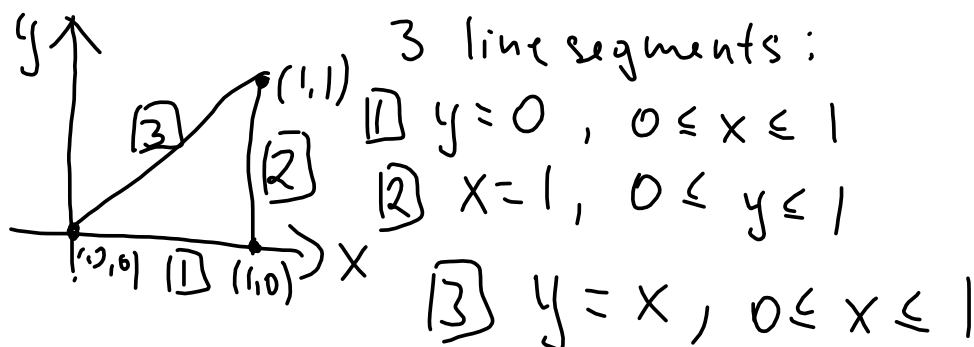 y
3 line segments:
(1,1)
[1] y = 0 , 0 ≤ x ≤ 1
[3]
[2]
[2] x = 1 , 0 ≤ y ≤ 1
(0,0) [1] (1,0) x
[3] y = x , 0 ≤ x ≤ 1